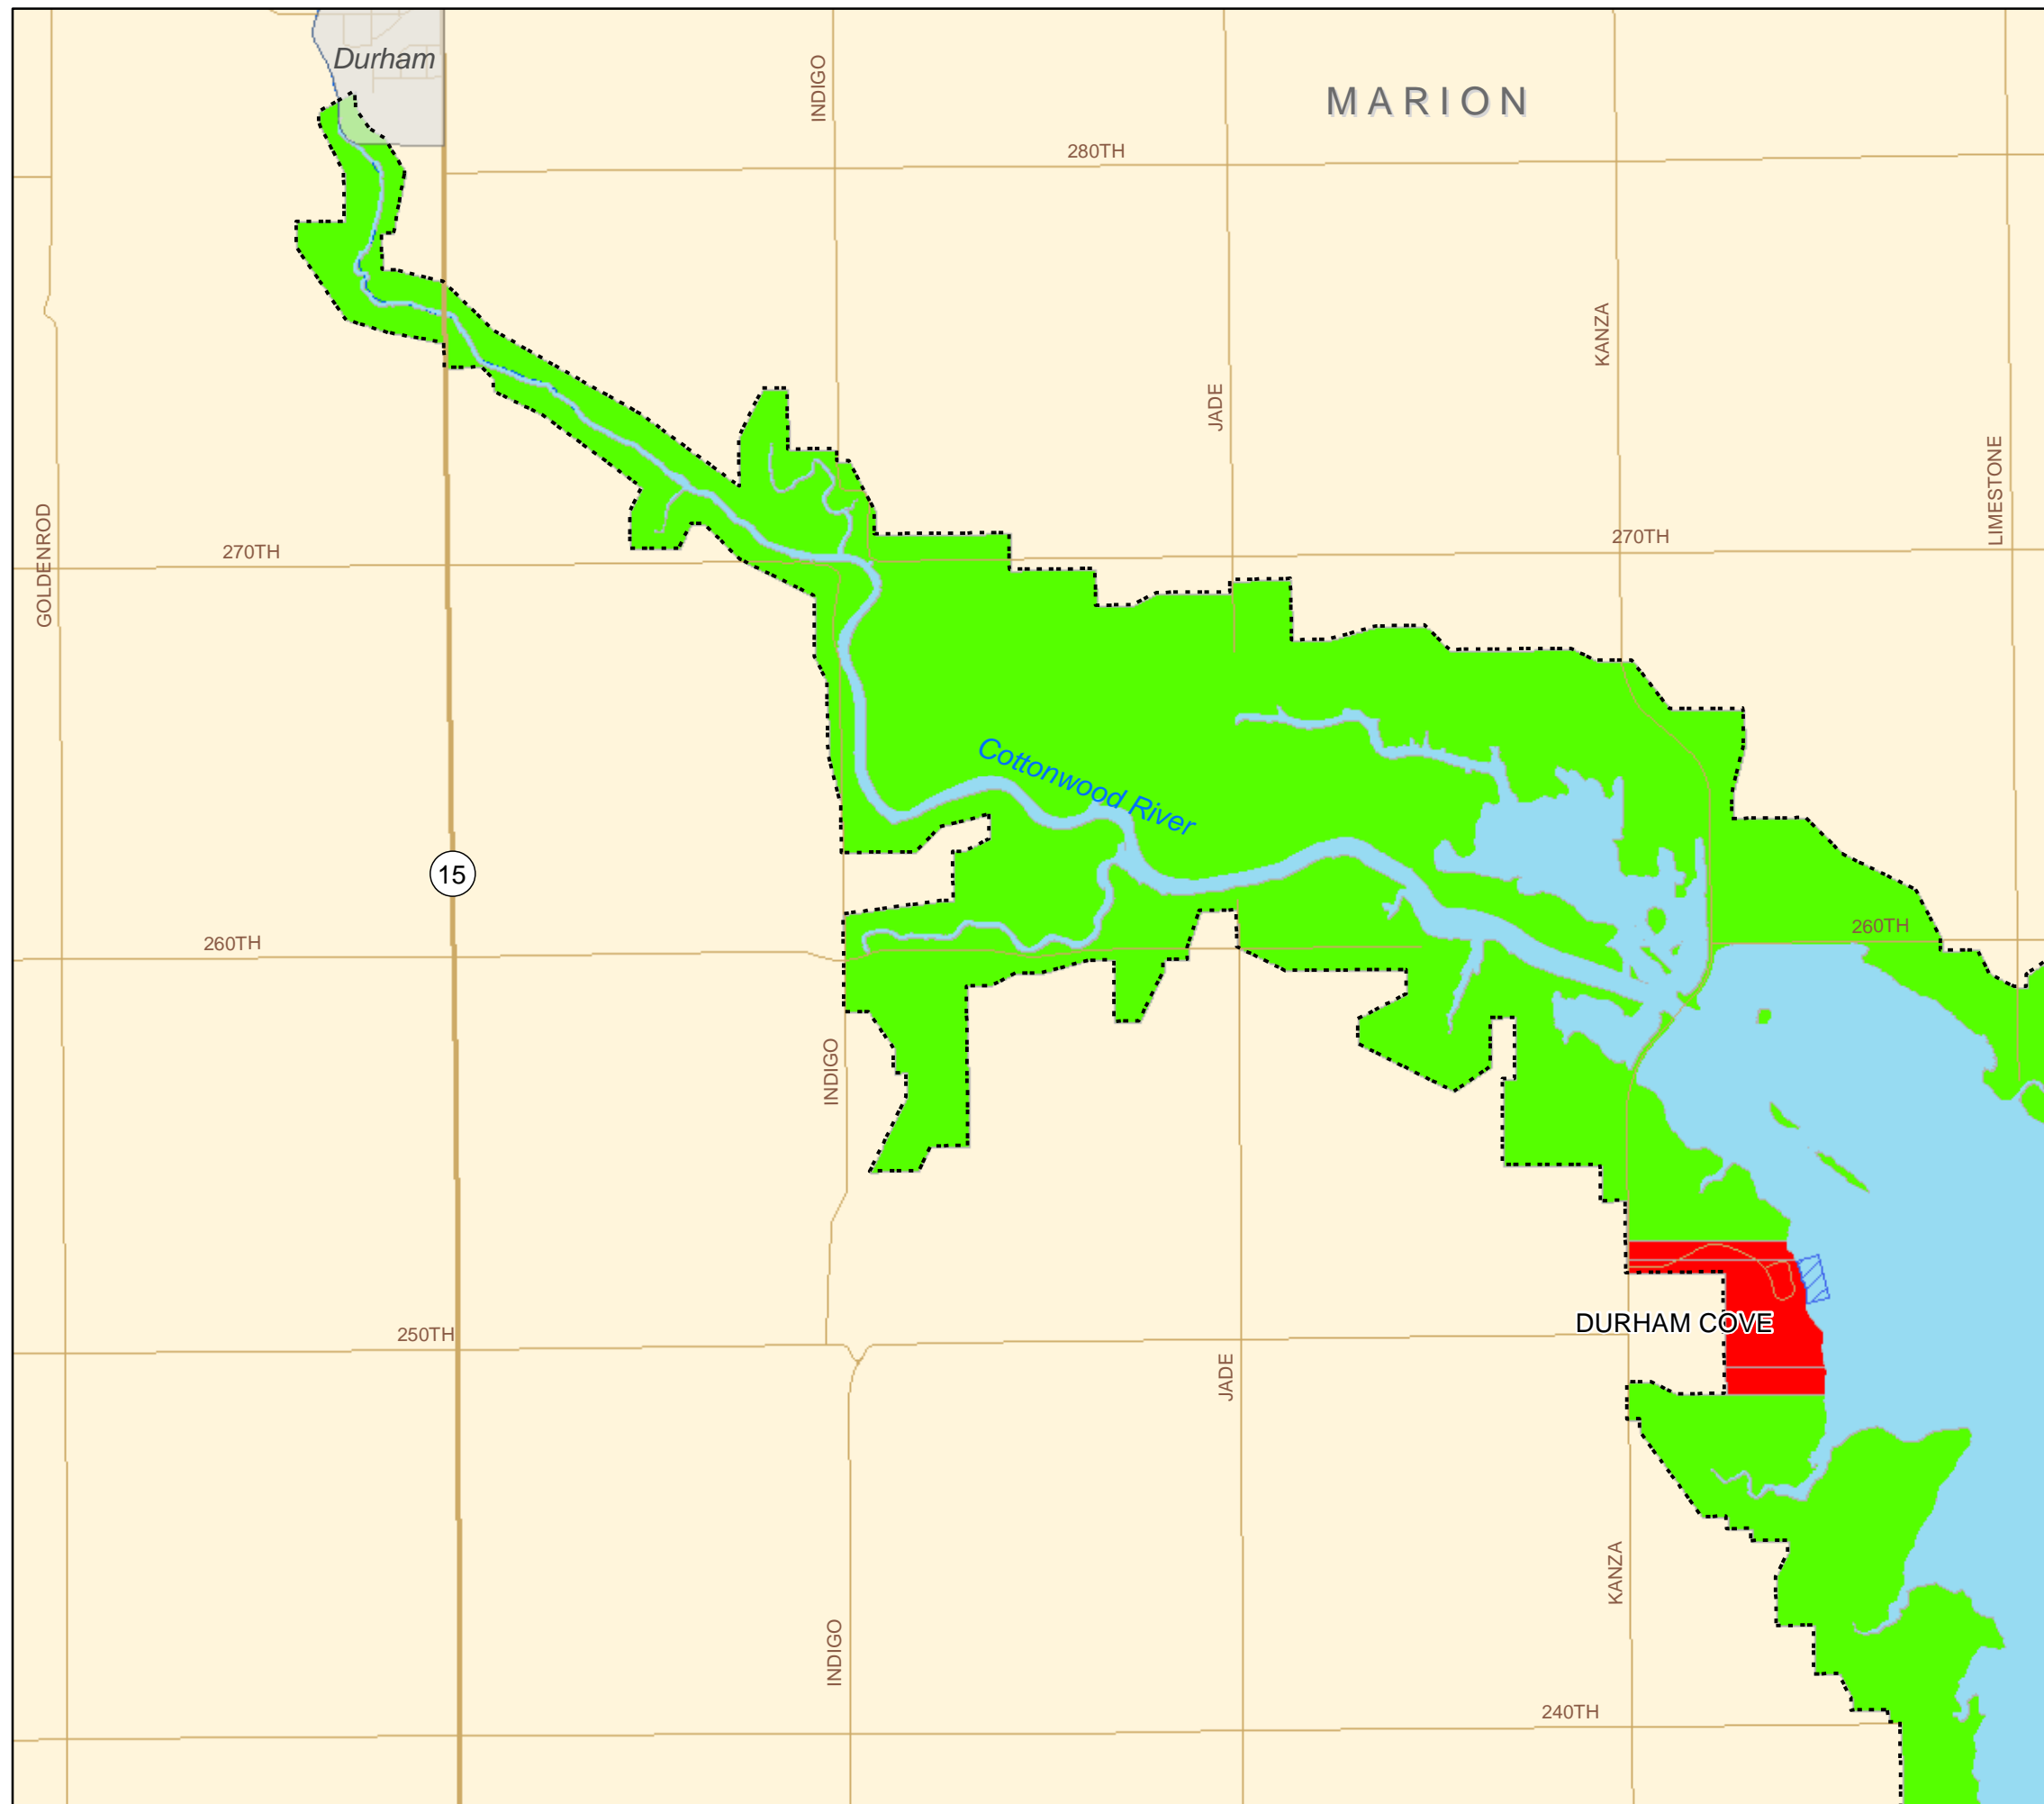 Durham
INDIGO
MARION
280TH
KANZA
JADE
LIMESTONE
GOLDENROD
270TH
270TH
Cottonwood River
15
260TH
260TH
INDIGO
DURHAM COVE
250TH
JADE
KANZA
INDIGO
240TH